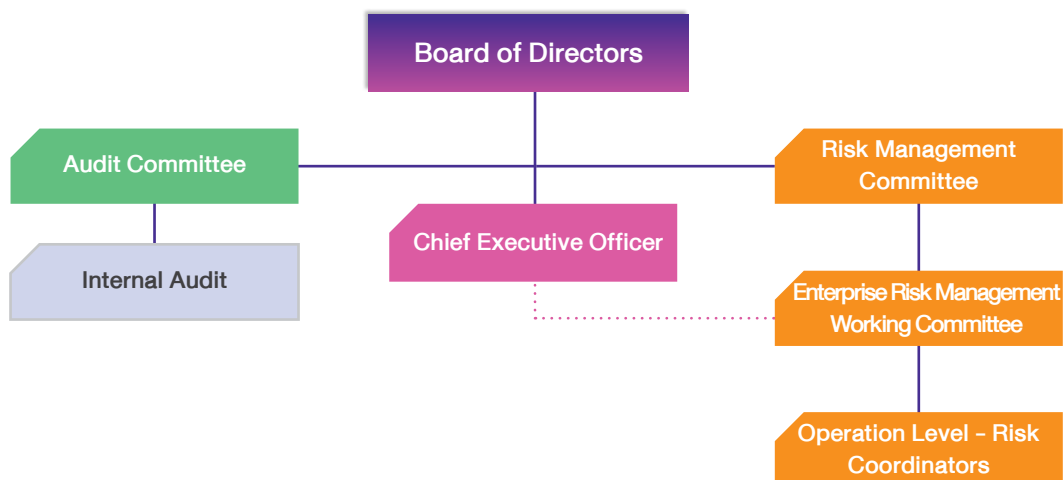 Board of Directors
Audit Committee
Risk Management
Committee
Chief Executive Officer
Internal Audit
Enterprise Risk Management
Working Committee
Operation Level – Risk
Coordinators